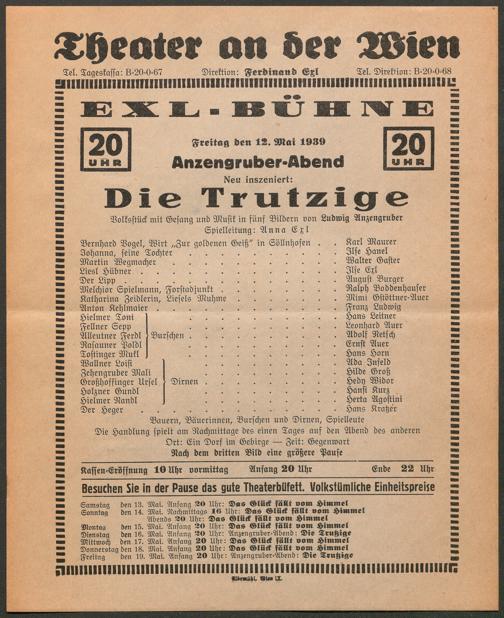 Theater an der Wien
Tel. Tageskassa: B-20-0-67 Direktion: Ferdinand Exl Tel. Direktion: B-20-0-68
EXL-BÜHNE
20 UHR Freitag den 12. Mai 1939 20 UHR
Anzengruber-Abend
Neu inszeniert:
Die Trutzige
Volksstück mit Gesang und Musik in fünf Bildern von Ludwig Anzengruber
Spielleitung: Anna Exl
Bernhard Vogel, Wirt „Zur goldenen Geiß" in Söllnhofen . . Karl Maurer
Johanna, seine Tochter . . . Ilse Hanel
Martin Wegmacher . . . Walter Gaster
Liesl Hübner . . . Ilse Exl
Der Lipp . . . August Burger
Melchior Spielmann, Forstadjunkt . . . Ralph Boddenhauser
Katharina Zeidlerin, Liesels Muhme . . . Mimi Gstöttner-Auer
Anton Kehlmaier . . . Franz Ludwig
Hielmer Toni . . . Hans Leitner
Fellner Sepp . . . Leonhard Auer
Alleutner Ferdl Burschen . . . Adolf Retsch
Rasauner Poldl . . . Ernst Auer
Tofinger Mukl . . . Hans Horn
Wallner Loisl . . . Ada Infeld
Fehengruber Mali . . . Hilde Groß
Großhoffinger Ursel Dirnen . . . Hedy Widor
Holzner Gundl . . . Hansi Kurz
Hielmer Nandl . . . Herta Agostini
Der Heger . . . Hans Kratzer
Bauern, Bäuerinnen, Burschen und Dirnen, Spielleute
Die Handlung spielt am Nachmittage des einen Tages auf den Abend des anderen
Ort: Ein Dorf im Gebirge — Zeit: Gegenwart
Nach dem dritten Bild eine größere Pause
Kassen-Eröffnung 10 Uhr vormittag Anfang 20 Uhr Ende 22 Uhr
Besuchen Sie in der Pause das gute Theaterbüfett. Volkstümliche Einheitspreise
Samstag den 13. Mai. Anfang 20 Uhr: Das Glück fällt vom Himmel
Sonntag den 14. Mai. Nachmittags 16 Uhr: Das Glück fällt vom Himmel
Abends 20 Uhr: Das Glück fällt vom Himmel
Montag den 15. Mai. Anfang 20 Uhr: Das Glück fällt vom Himmel
Dienstag den 16. Mai. Anfang 20 Uhr: Anzengruber-Abend: Die Trutzige
Mittwoch den 17. Mai. Anfang 20 Uhr: Das Glück fällt vom Himmel
Donnerstag den 18. Mai. Anfang 20 Uhr: Das Glück fällt vom Himmel
Freitag den 19. Mai. Anfang 20 Uhr: Anzengruber-Abend: Die Trutzige
Elbemühl, Wien IX.